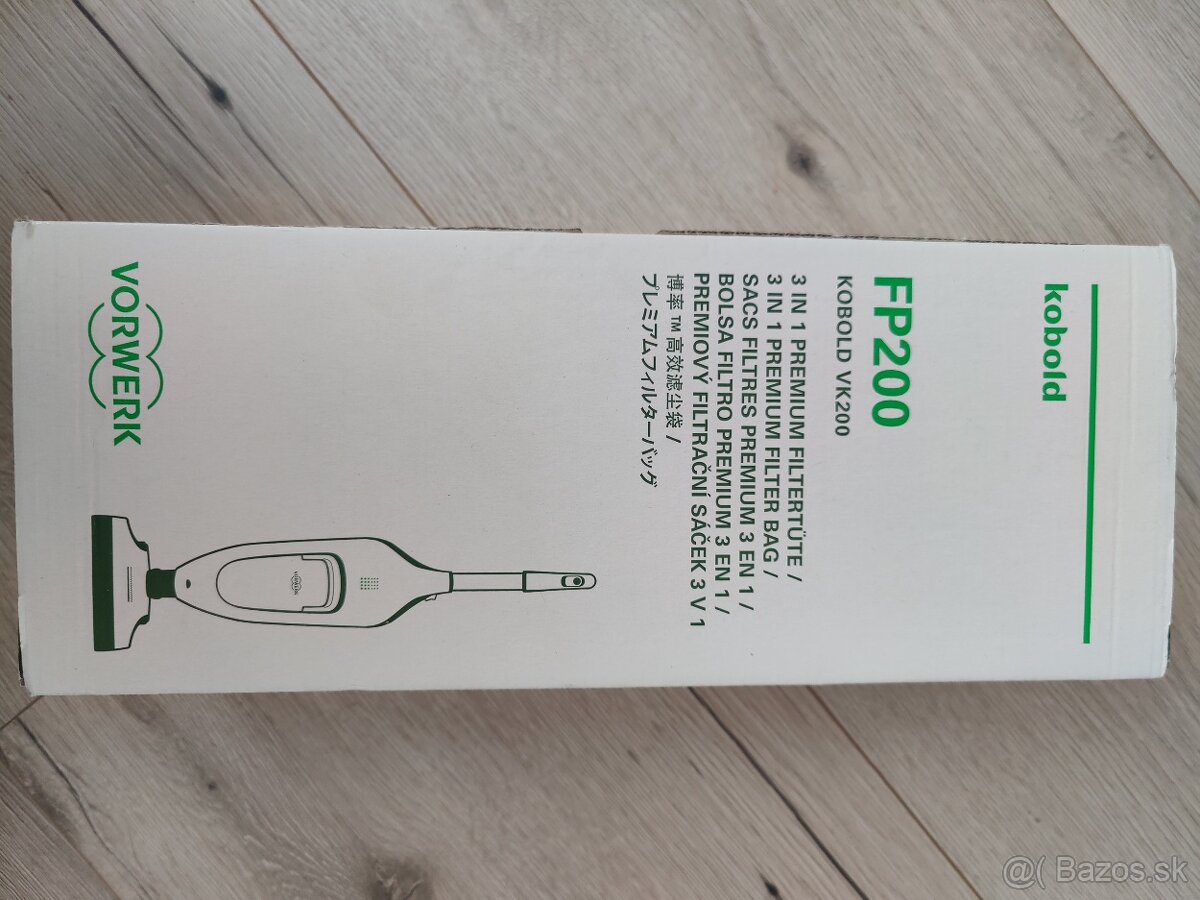 kobold
FP200
KOBOLD VK200
3 IN 1 PREMIUM FILTERTÜTE /
3 IN 1 PREMIUM FILTER BAG /
SACS FILTRES PREMIUM 3 EN 1 /
BOLSA FILTRO PREMIUM 3 EN 1 /
PREMIOVÝ FILTRAČNÍ SÁČEK 3 V 1
博率™高效滤尘袋 /
プレミアムフィルターバッグ
VORWERK
VORWERK
@( Bazos.sk